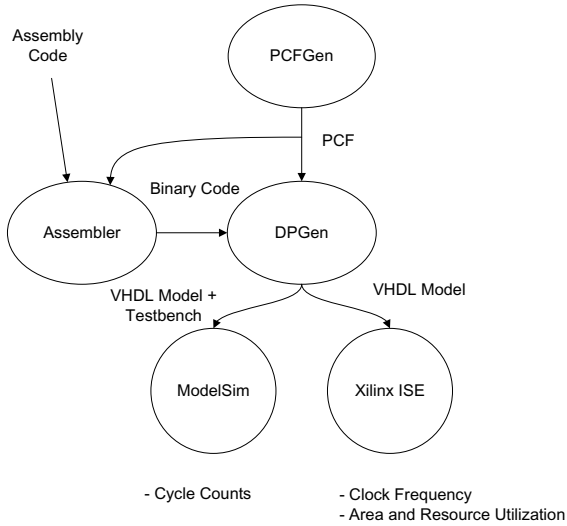 Assembly
Code
PCFGen
PCF
Binary Code
Assembler
DPGen
VHDL Model +
Testbench
VHDL Model
ModelSim
Xilinx ISE
- Cycle Counts
- Clock Frequency
- Area and Resource Utilization